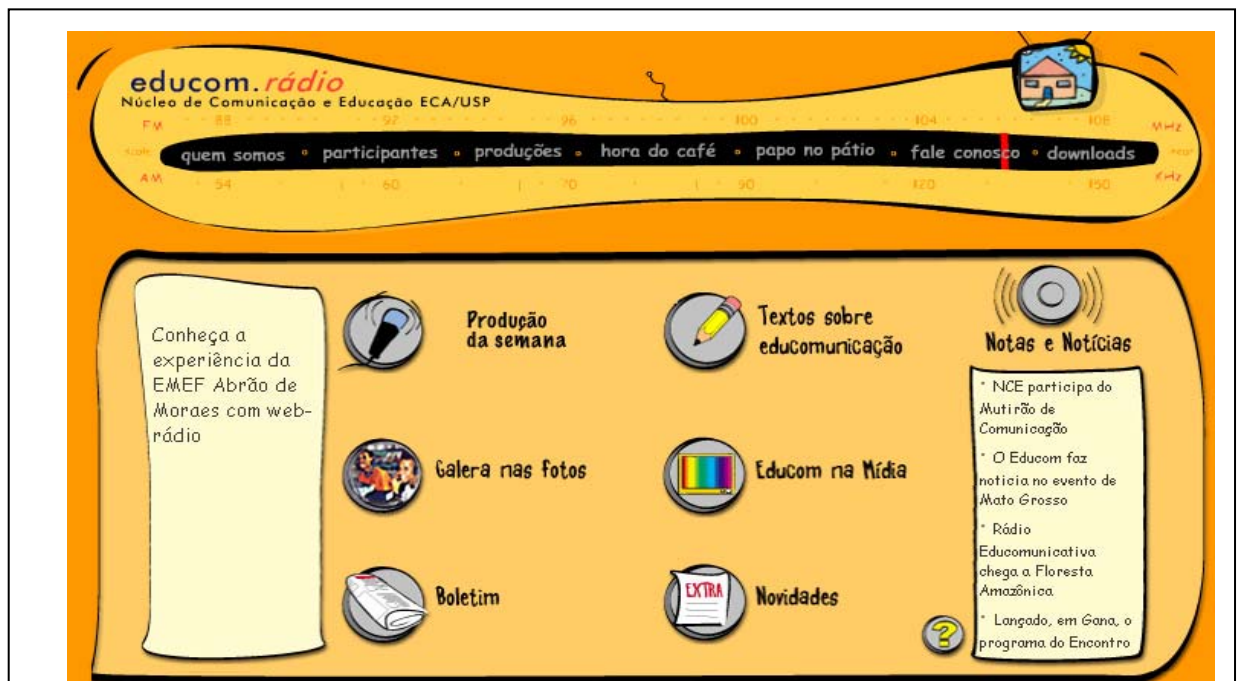 educom.rádio
Núcleo de Comunicação e Educação ECA/USP
FM 88 92 96 100 104 108 MHz
quem somos participantes produções hora do café papo no pátio fale conosco downloads
AM 54 60 70 90 120 150 KHz
Conheça a
experiência da
EMEF Abrão de
Moraes com web-
rádio
Produção
da semana
Galera nas fotos
Boletim
Textos sobre
educomunicação
Educom na Mídia
EXTRA
Novidades
?
Notas e Notícias
* NCE participa do
Mutirão de
Comunicação
* O Educom faz
noticia no evento de
Mato Grosso
* Rádio
Educomunicativa
chega a Floresta
Amazônica
* Lançado, em Gana, o
programa do Encontro